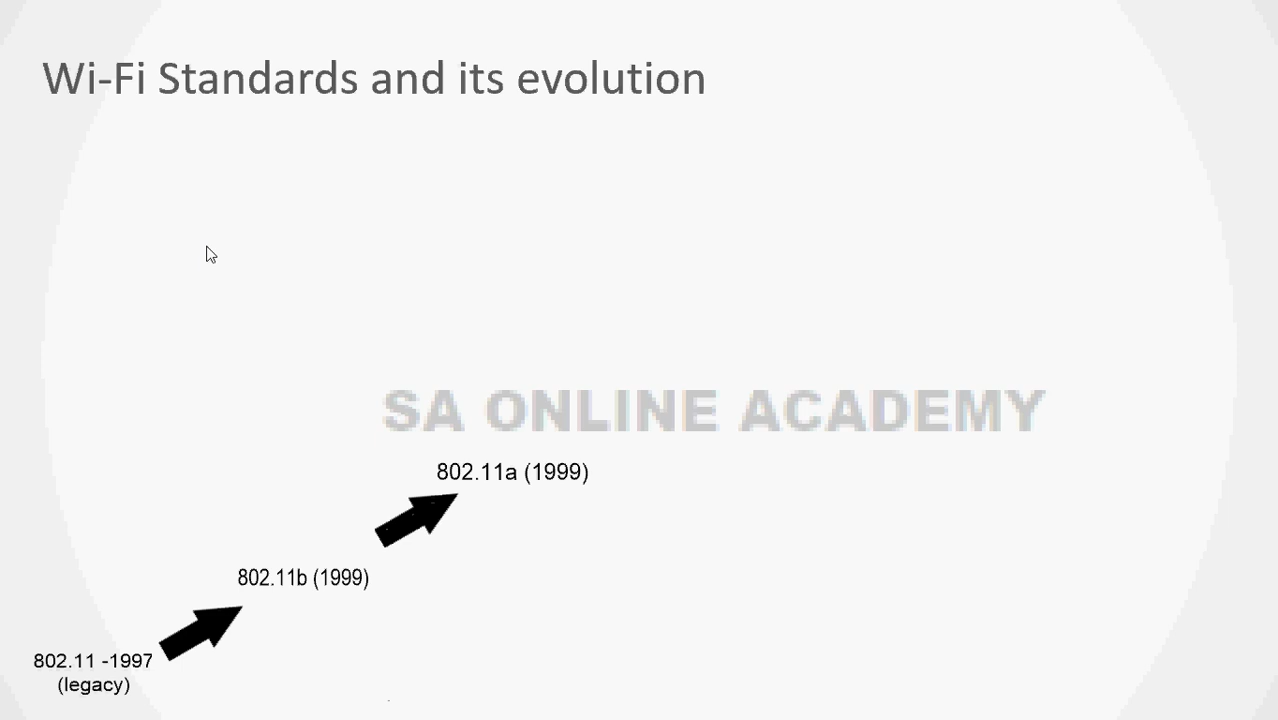 Wi-Fi Standards and its evolution
SA ONLINE ACADEMY
802.11a (1999)
802.11b (1999)
802.11 -1997
(legacy)